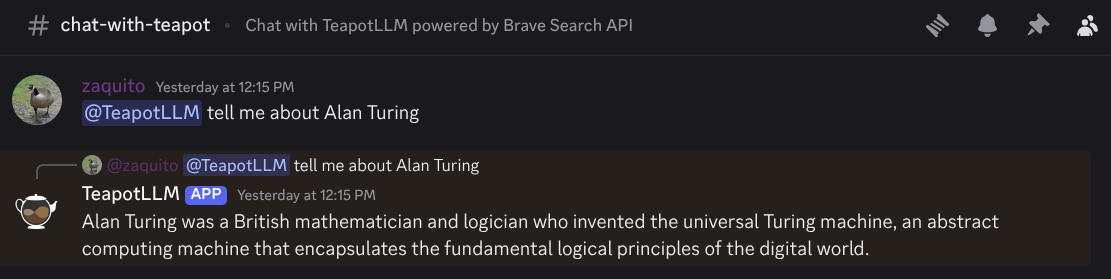 # chat-with-teapot • Chat with TeapotLLM powered by Brave Search API
zaquito Yesterday at 12:15 PM
@TeapotLLM tell me about Alan Turing
@zaquito @TeapotLLM tell me about Alan Turing
TeapotLLM APP Yesterday at 12:15 PM
Alan Turing was a British mathematician and logician who invented the universal Turing machine, an abstract
computing machine that encapsulates the fundamental logical principles of the digital world.